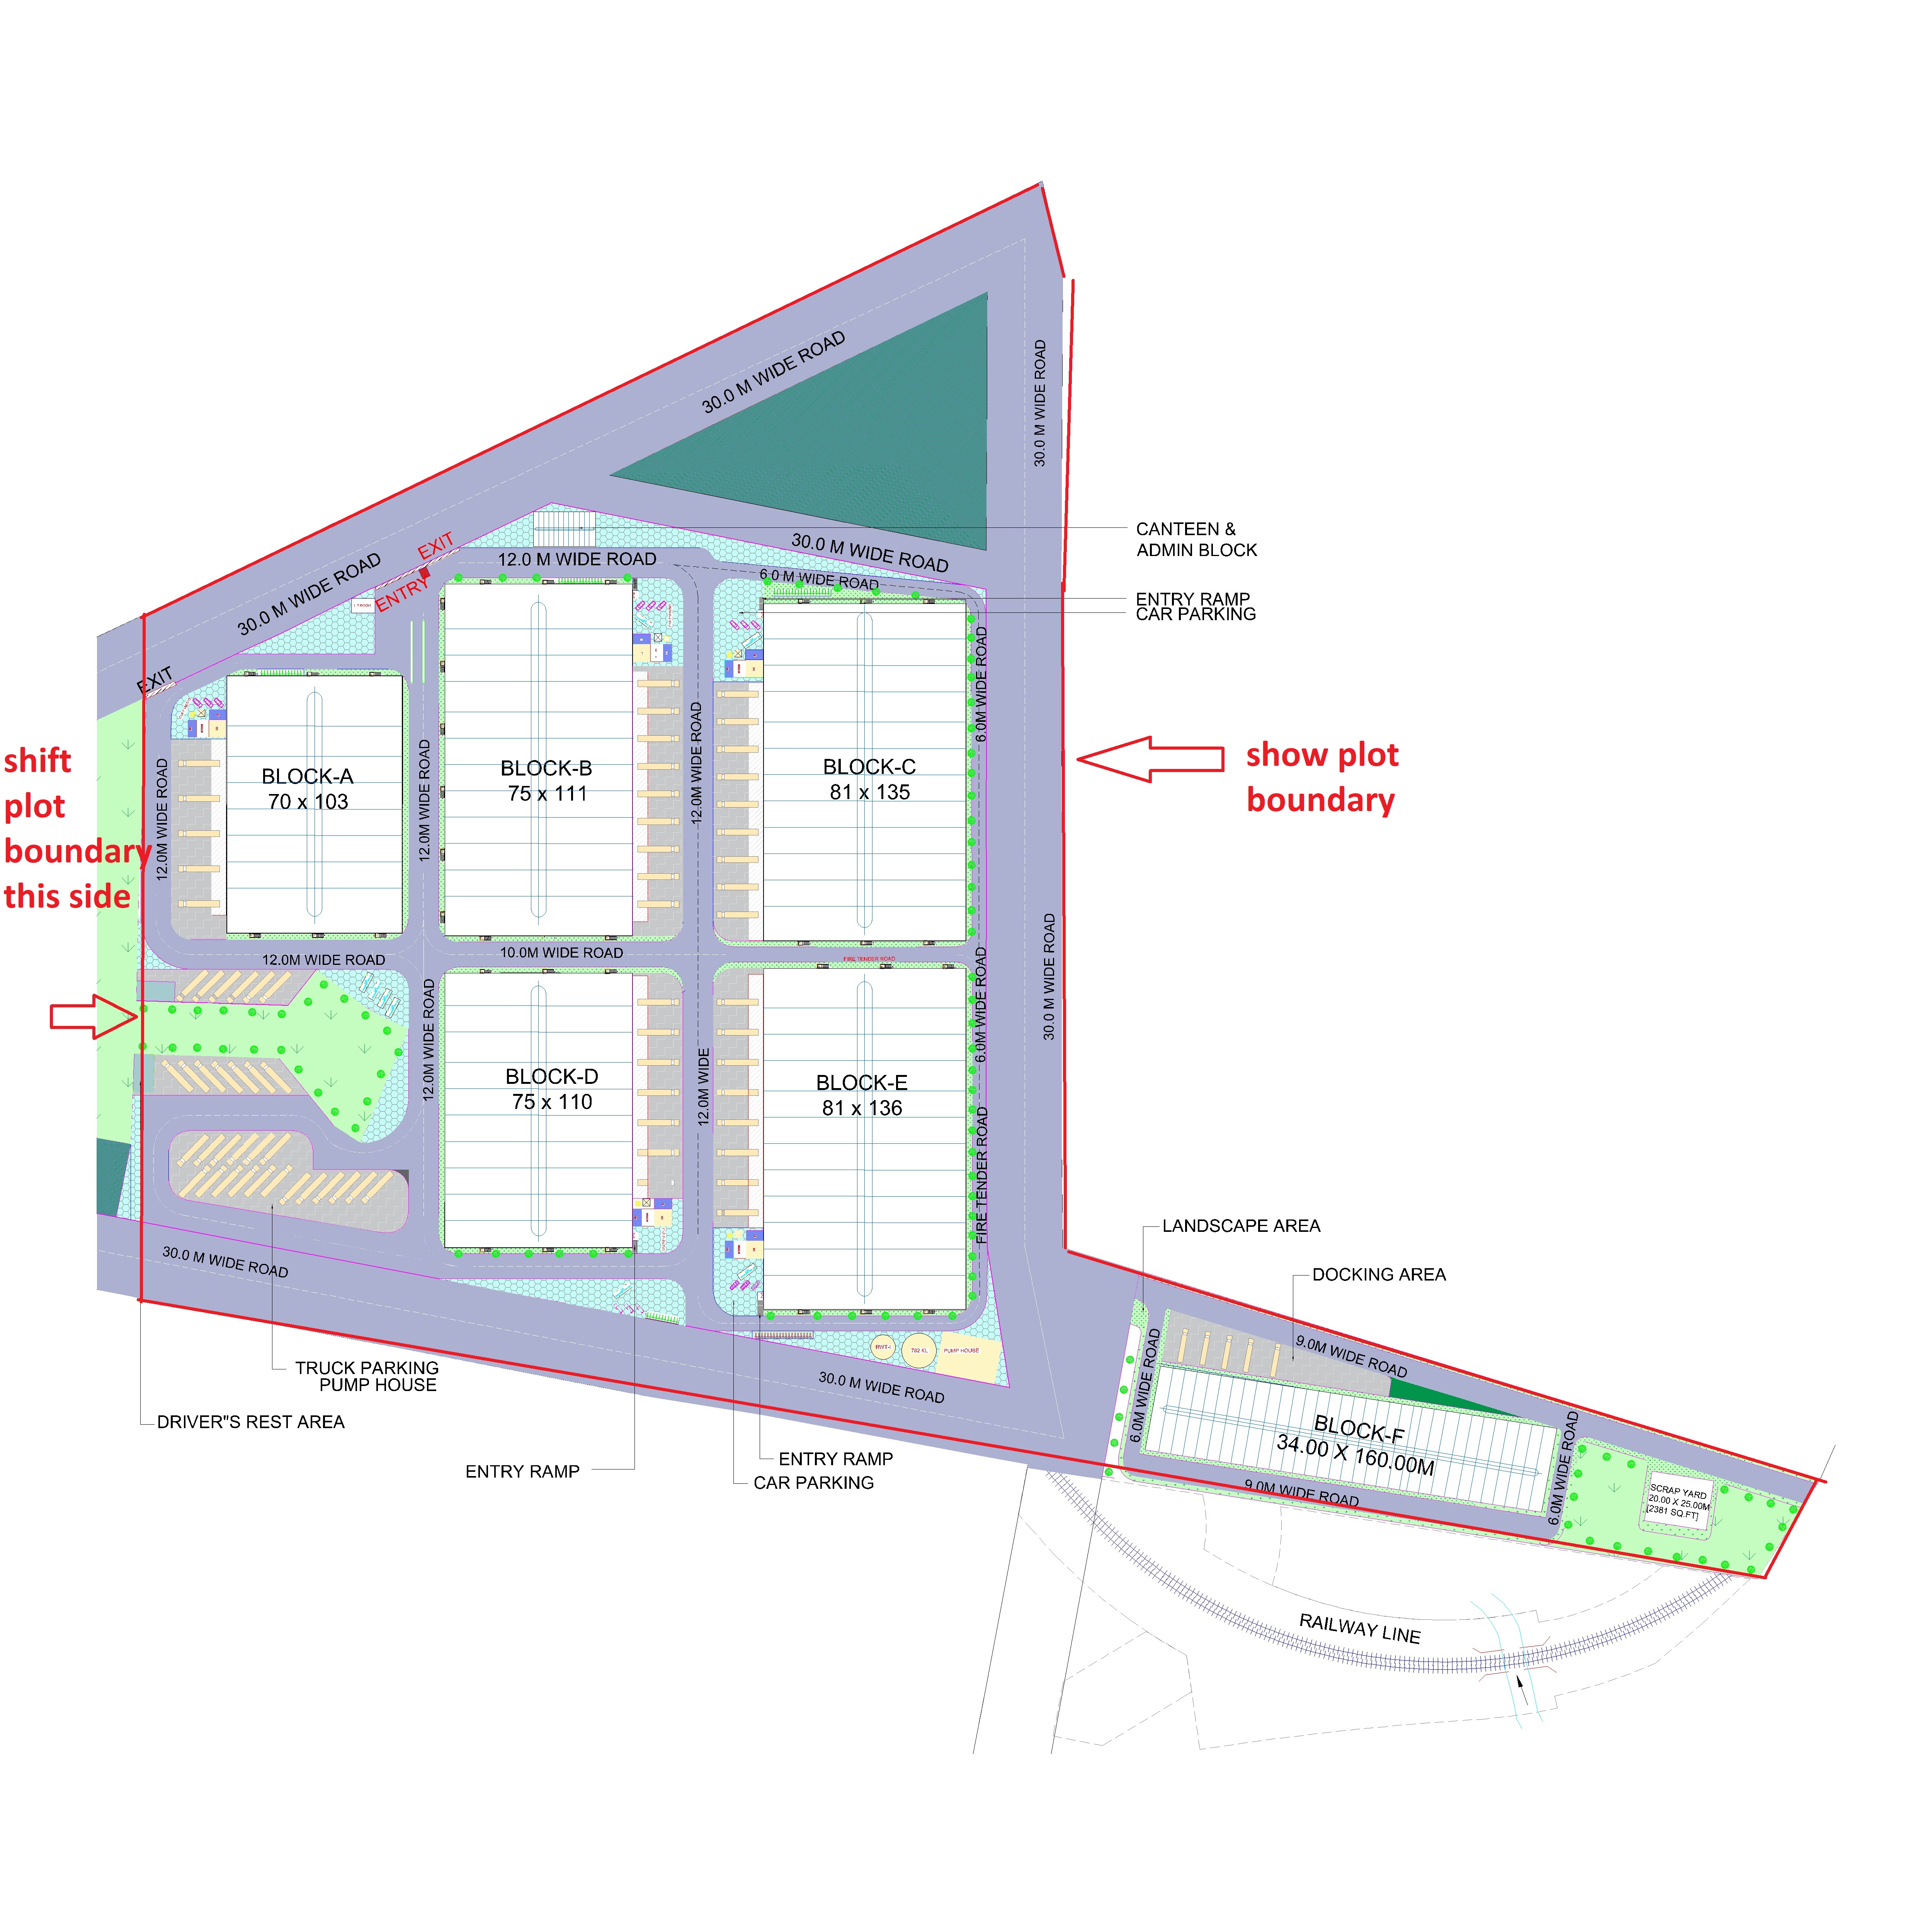 30.0 M WIDE ROAD
30.0 M WIDE ROAD
CANTEEN &
ADMIN BLOCK
EXIT
30.0 M WIDE ROAD
12.0 M WIDE ROAD
30.0 M WIDE ROAD
6.0 M WIDE ROAD
ENTRY
ENTRY RAMP
CAR PARKING
EXIT
6.0M WIDE ROAD
shift
plot
boundary
this side
show plot
boundary
12.0M WIDE ROAD
BLOCK-A
70 x 103
12.0M WIDE ROAD
BLOCK-B
75 x 111
12.0M WIDE ROAD
BLOCK-C
81 x 135
30.0 M WIDE ROAD
12.0M WIDE ROAD
10.0M WIDE ROAD
FIRE TENDER ROAD
6.0M WIDE ROAD
12.0M WIDE ROAD
BLOCK-D
75 x 110
12.0M WIDE
BLOCK-E
81 x 136
FIRE TENDER ROAD
LANDSCAPE AREA
30.0 M WIDE ROAD
DOCKING AREA
9.0M WIDE ROAD
RWT-I
782 KL
PUMP HOUSE
TRUCK PARKING
PUMP HOUSE
30.0 M WIDE ROAD
6.0M WIDE ROAD
DRIVER"S REST AREA
BLOCK-F
34.00 X 160.00M
6.0M WIDE ROAD
ENTRY RAMP
ENTRY RAMP
CAR PARKING
9.0M WIDE ROAD
SCRAP YARD
20.00 X 25.00M
[2381 SQ.FT]
RAILWAY LINE